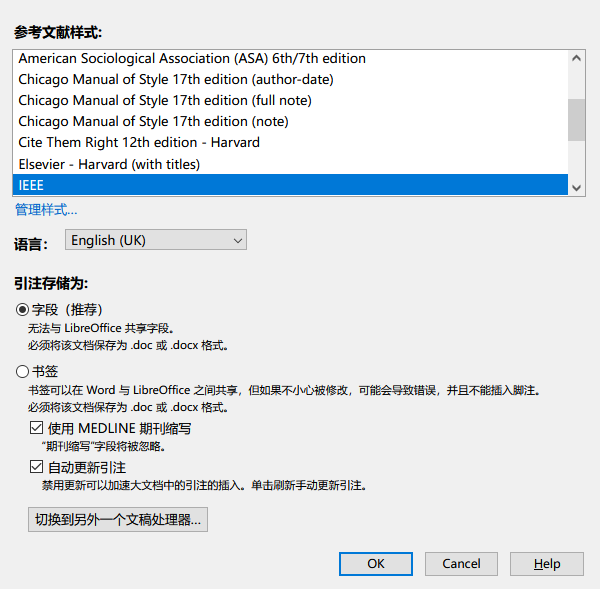 参考文献样式:
American Sociological Association (ASA) 6th/7th edition
Chicago Manual of Style 17th edition (author-date)
Chicago Manual of Style 17th edition (full note)
Chicago Manual of Style 17th edition (note)
Cite Them Right 12th edition - Harvard
Elsevier - Harvard (with titles)
IEEE
管理样式...
语言: English (UK)
引注存储为:
字段（推荐）
无法与 LibreOffice 共享字段。
必须将该文档保存为 .doc 或 .docx 格式。
书签
书签可以在 Word 与 LibreOffice 之间共享，但如果不小心被修改，可能会导致错误，并且不能插入脚注。
必须将该文档保存为 .doc 或 .docx 格式。
使用 MEDLINE 期刊缩写
“期刊缩写”字段将被忽略。
自动更新引注
禁用更新可以加速大文档中的引注的插入。单击刷新手动更新引注。
切换到另外一个文稿处理器...
OK Cancel Help